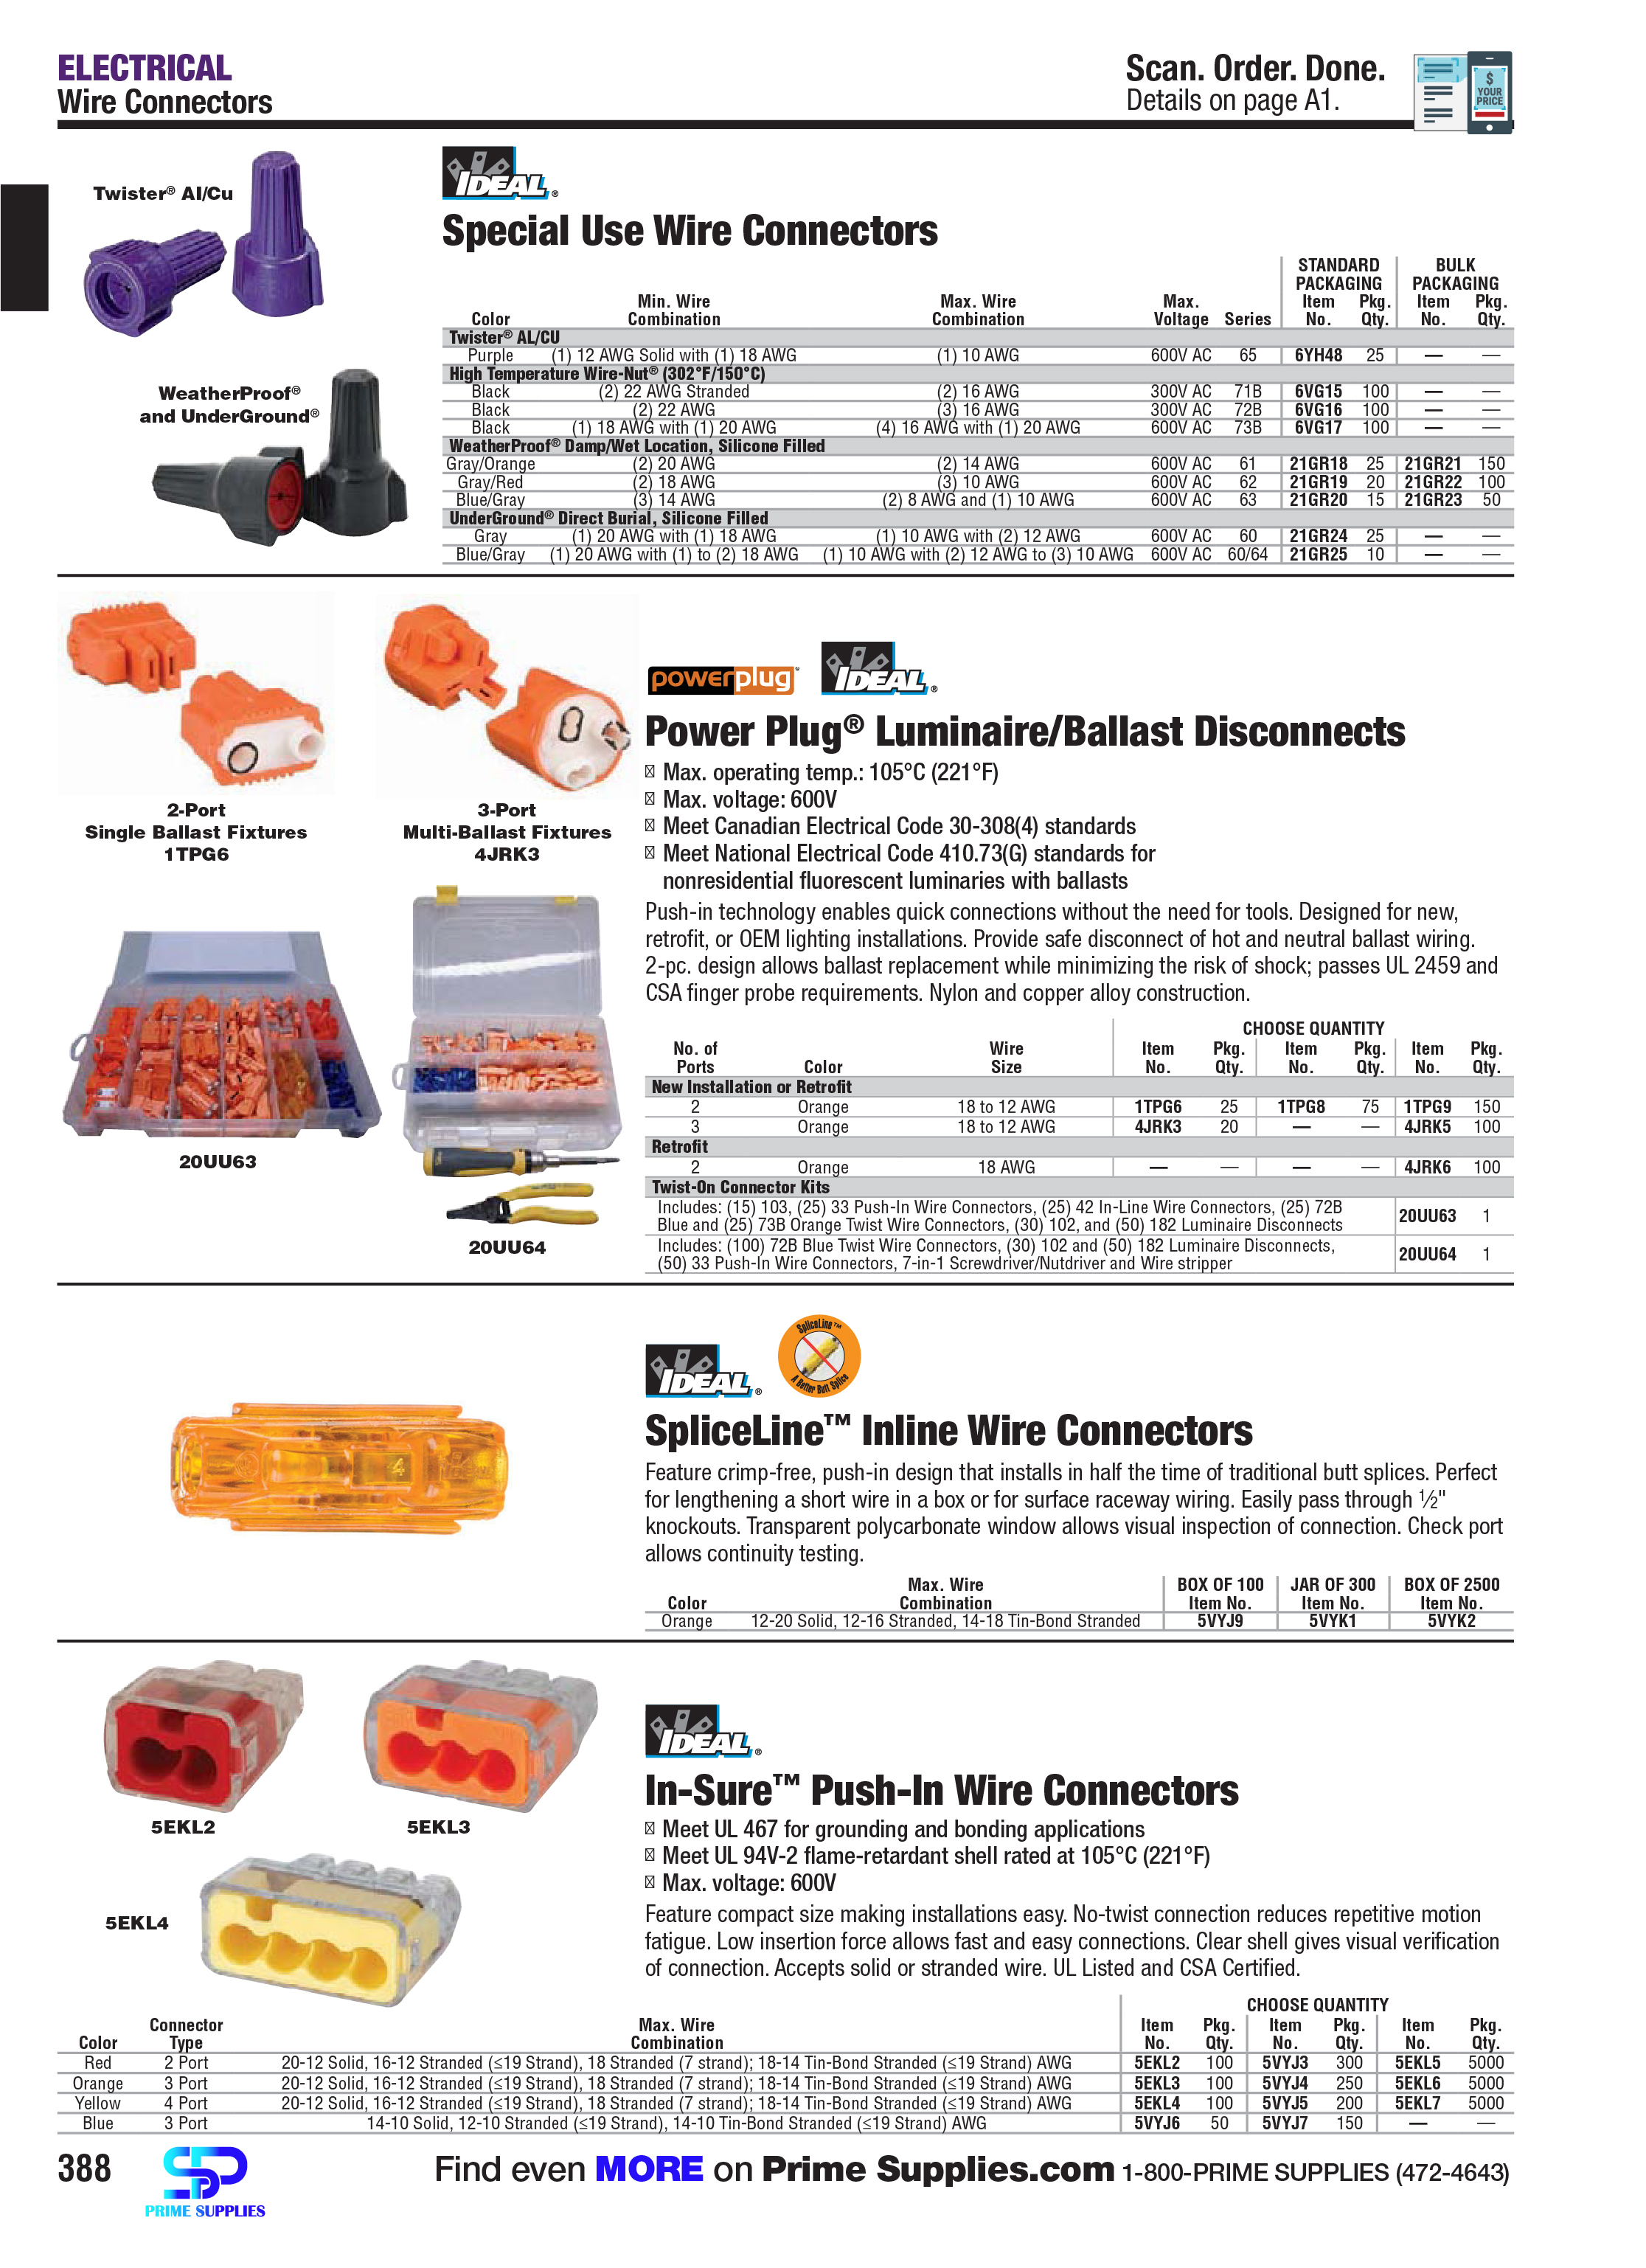 ELECTRICAL
Wire Connectors
Scan. Order. Done.
Details on page A1.
$
YOUR
PRICE
Twister® Al/Cu
WeatherProof®
and UnderGround®
IDEAL®
Special Use Wire Connectors
STANDARD PACKAGING BULK PACKAGING
Color Min. Wire Combination Max. Wire Combination Max. Voltage Series Item No. Pkg. Qty. Item No. Pkg. Qty.
Twister® AL/CU
Purple (1) 12 AWG Solid with (1) 18 AWG (1) 10 AWG 600V AC 65 6YH48 25 — —
High Temperature Wire-Nut® (302°F/150°C)
Black (2) 22 AWG Stranded (2) 16 AWG 300V AC 71B 6VG15 100 — —
Black (2) 22 AWG (3) 16 AWG 300V AC 72B 6VG16 100 — —
Black (1) 18 AWG with (1) 20 AWG (4) 16 AWG with (1) 20 AWG 600V AC 73B 6VG17 100 — —
WeatherProof® Damp/Wet Location, Silicone Filled
Gray/Orange (2) 20 AWG (2) 14 AWG 600V AC 61 21GR18 25 21GR21 150
Gray/Red (2) 18 AWG (3) 10 AWG 600V AC 62 21GR19 20 21GR22 100
Blue/Gray (3) 14 AWG (2) 8 AWG and (1) 10 AWG 600V AC 63 21GR20 15 21GR23 50
UnderGround® Direct Burial, Silicone Filled
Gray (1) 20 AWG with (1) 18 AWG (1) 10 AWG with (2) 12 AWG 600V AC 60 21GR24 25 — —
Blue/Gray (1) 20 AWG with (1) to (2) 18 AWG (1) 10 AWG with (2) 12 AWG to (3) 10 AWG 600V AC 60/64 21GR25 10 — —
2-Port
Single Ballast Fixtures
1TPG6
3-Port
Multi-Ballast Fixtures
4JRK3
20UU63
20UU64
powerplug
IDEAL®
Power Plug® Luminaire/Ballast Disconnects
Max. operating temp.: 105°C (221°F)
Max. voltage: 600V
Meet Canadian Electrical Code 30-308(4) standards
Meet National Electrical Code 410.73(G) standards for
nonresidential fluorescent luminaries with ballasts
Push-in technology enables quick connections without the need for tools. Designed for new,
retrofit, or OEM lighting installations. Provide safe disconnect of hot and neutral ballast wiring.
2-pc. design allows ballast replacement while minimizing the risk of shock; passes UL 2459 and
CSA finger probe requirements. Nylon and copper alloy construction.
CHOOSE QUANTITY
No. of Ports Color Wire Size Item No. Pkg. Qty. Item No. Pkg. Qty. Item No. Pkg. Qty.
New Installation or Retrofit
2 Orange 18 to 12 AWG 1TPG6 25 1TPG8 75 1TPG9 150
3 Orange 18 to 12 AWG 4JRK3 20 — — 4JRK5 100
Retrofit
2 Orange 18 AWG — — — — 4JRK6 100
Twist-On Connector Kits
Includes: (15) 103, (25) 33 Push-In Wire Connectors, (25) 42 In-Line Wire Connectors, (25) 72B
Blue and (25) 73B Orange Twist Wire Connectors, (30) 102, and (50) 182 Luminaire Disconnects 20UU63 1
Includes: (100) 72B Blue Twist Wire Connectors, (30) 102 and (50) 182 Luminaire Disconnects,
(50) 33 Push-In Wire Connectors, 7-in-1 Screwdriver/Nutdriver and Wire stripper 20UU64 1
IDEAL®
SpliceLine™
A Better Butt Splice
SpliceLine™ Inline Wire Connectors
Feature crimp-free, push-in design that installs in half the time of traditional butt splices. Perfect
for lengthening a short wire in a box or for surface raceway wiring. Easily pass through ½"
knockouts. Transparent polycarbonate window allows visual inspection of connection. Check port
allows continuity testing.
Color Max. Wire Combination BOX OF 100 Item No. JAR OF 300 Item No. BOX OF 2500 Item No.
Orange 12-20 Solid, 12-16 Stranded, 14-18 Tin-Bond Stranded 5VYJ9 5VYK1 5VYK2
5EKL2
5EKL3
5EKL4
IDEAL®
In-Sure™ Push-In Wire Connectors
Meet UL 467 for grounding and bonding applications
Meet UL 94V-2 flame-retardant shell rated at 105°C (221°F)
Max. voltage: 600V
Feature compact size making installations easy. No-twist connection reduces repetitive motion
fatigue. Low insertion force allows fast and easy connections. Clear shell gives visual verification
of connection. Accepts solid or stranded wire. UL Listed and CSA Certified.
CHOOSE QUANTITY
Color Connector Type Max. Wire Combination Item No. Pkg. Qty. Item No. Pkg. Qty. Item No. Pkg. Qty.
Red 2 Port 20-12 Solid, 16-12 Stranded (≤19 Strand), 18 Stranded (7 strand); 18-14 Tin-Bond Stranded (≤19 Strand) AWG 5EKL2 100 5VYJ3 300 5EKL5 5000
Orange 3 Port 20-12 Solid, 16-12 Stranded (≤19 Strand), 18 Stranded (7 strand); 18-14 Tin-Bond Stranded (≤19 Strand) AWG 5EKL3 100 5VYJ4 250 5EKL6 5000
Yellow 4 Port 20-12 Solid, 16-12 Stranded (≤19 Strand), 18 Stranded (7 strand); 18-14 Tin-Bond Stranded (≤19 Strand) AWG 5EKL4 100 5VYJ5 200 5EKL7 5000
Blue 3 Port 14-10 Solid, 12-10 Stranded (≤19 Strand), 14-10 Tin-Bond Stranded (≤19 Strand) AWG 5VYJ6 50 5VYJ7 150 — —
388
PRIME SUPPLIES
Find even MORE on Prime Supplies.com 1-800-PRIME SUPPLIES (472-4643)